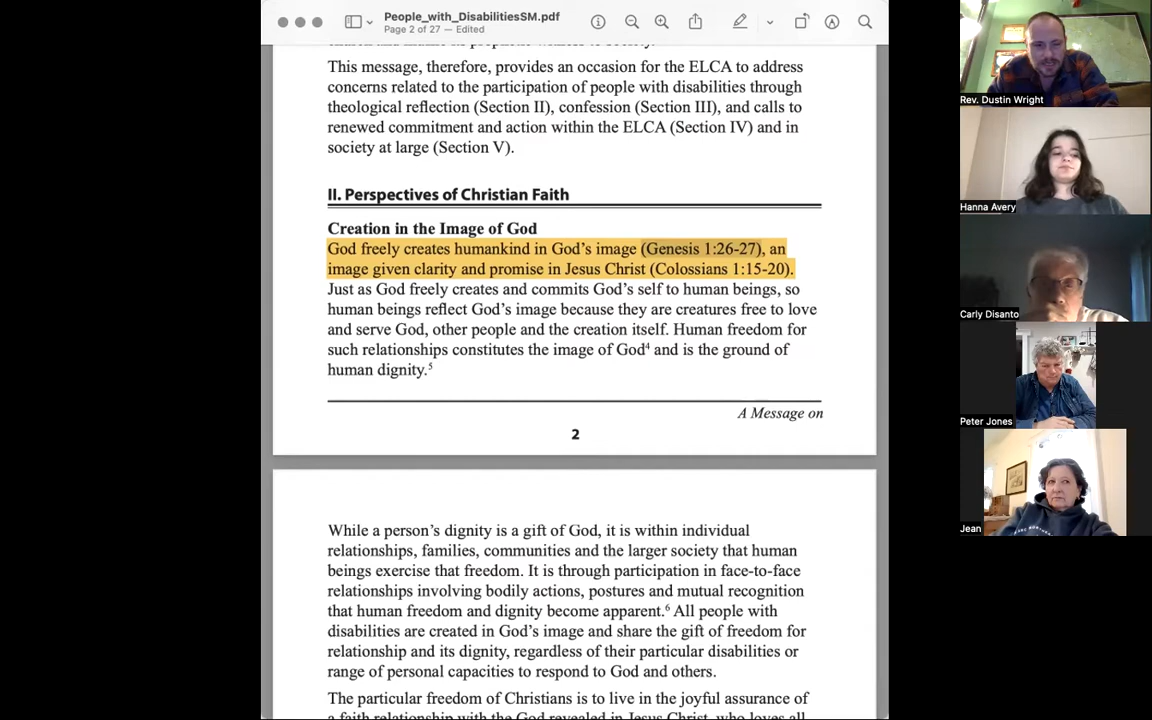 People_with_DisabilitiesSM.pdf
Page 2 of 27 — Edited
This message, therefore, provides an occasion for the ELCA to address
concerns related to the participation of people with disabilities through
theological reflection (Section II), confession (Section III), and calls to
renewed commitment and action within the ELCA (Section IV) and in
society at large (Section V).
II. Perspectives of Christian Faith
Creation in the Image of God
God freely creates humankind in God’s image (Genesis 1:26-27), an
image given clarity and promise in Jesus Christ (Colossians 1:15-20).
Just as God freely creates and commits God’s self to human beings, so
human beings reflect God’s image because they are creatures free to love
and serve God, other people and the creation itself. Human freedom for
such relationships constitutes the image of God⁴ and is the ground of
human dignity.⁵
A Message on
2
While a person’s dignity is a gift of God, it is within individual
relationships, families, communities and the larger society that human
beings exercise that freedom. It is through participation in face-to-face
relationships involving bodily actions, postures and mutual recognition
that human freedom and dignity become apparent.⁶ All people with
disabilities are created in God’s image and share the gift of freedom for
relationship and its dignity, regardless of their particular disabilities or
range of personal capacities to respond to God and others.
The particular freedom of Christians is to live in the joyful assurance of
a faith relationship with the God revealed in Jesus Christ, who loves all
Rev. Dustin Wright
Hanna Avery
Carly Disanto
Peter Jones
Jean